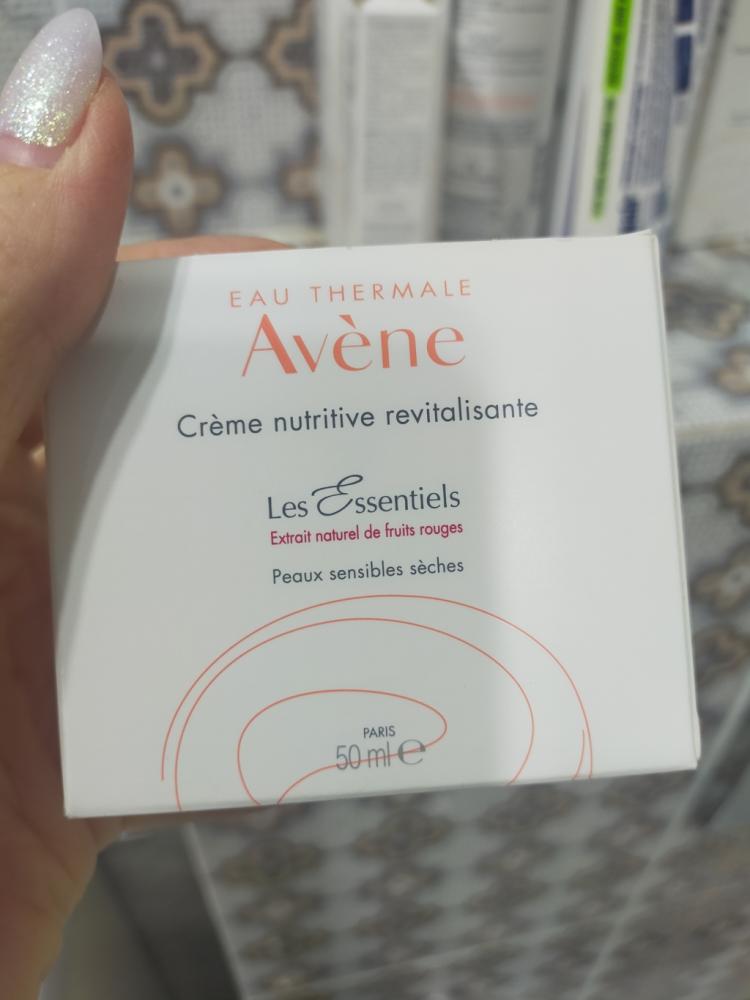 EAU THERMALE
Avène
Crème nutritive revitalisante
Les Essentiels
Extrait naturel de fruits rouges
Peaux sensibles sèches
PARIS
50 ml e